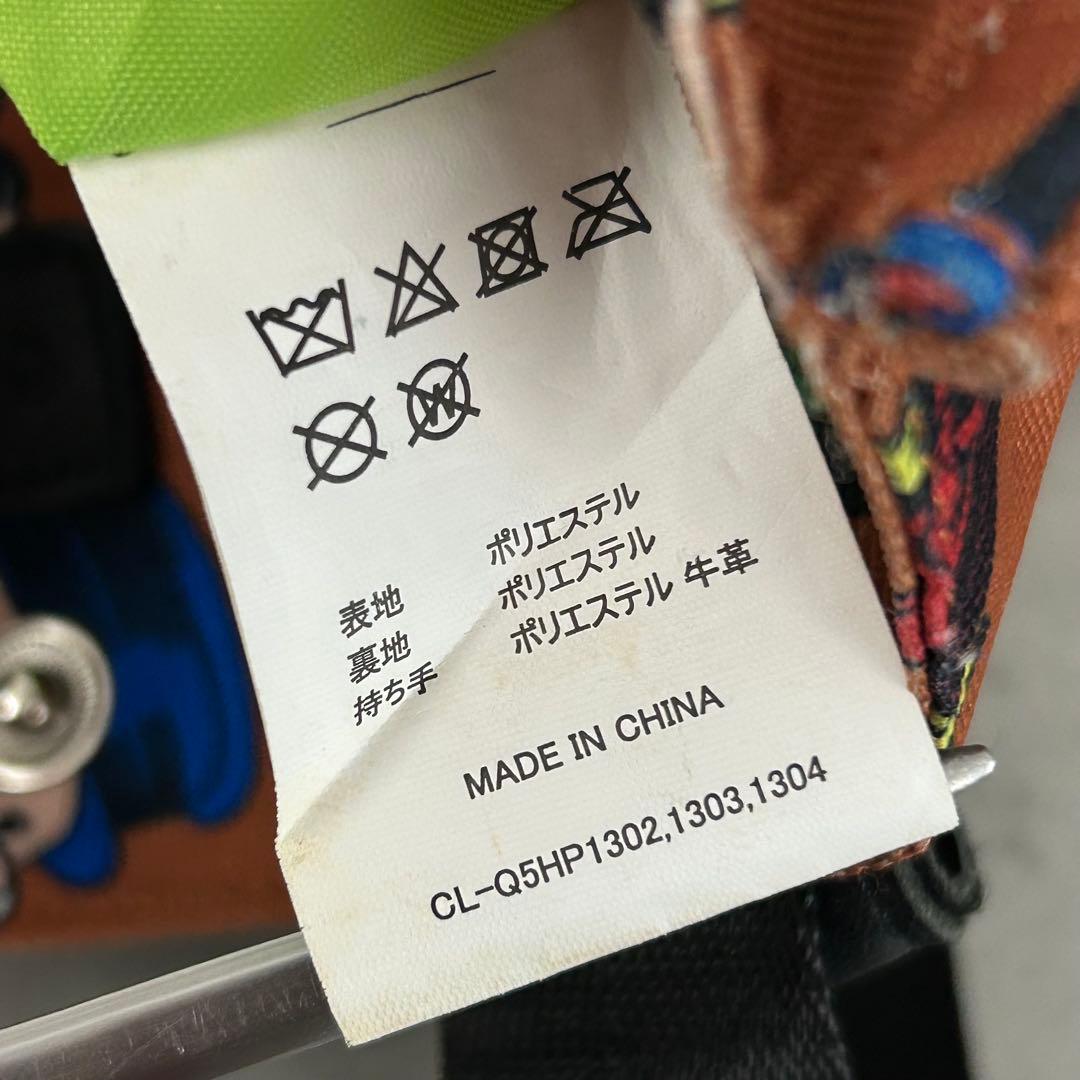 W
表地 ポリエステル
裏地 ポリエステル
持ち手 ポリエステル 牛革
MADE IN CHINA
CL-Q5HP1302,1303,1304